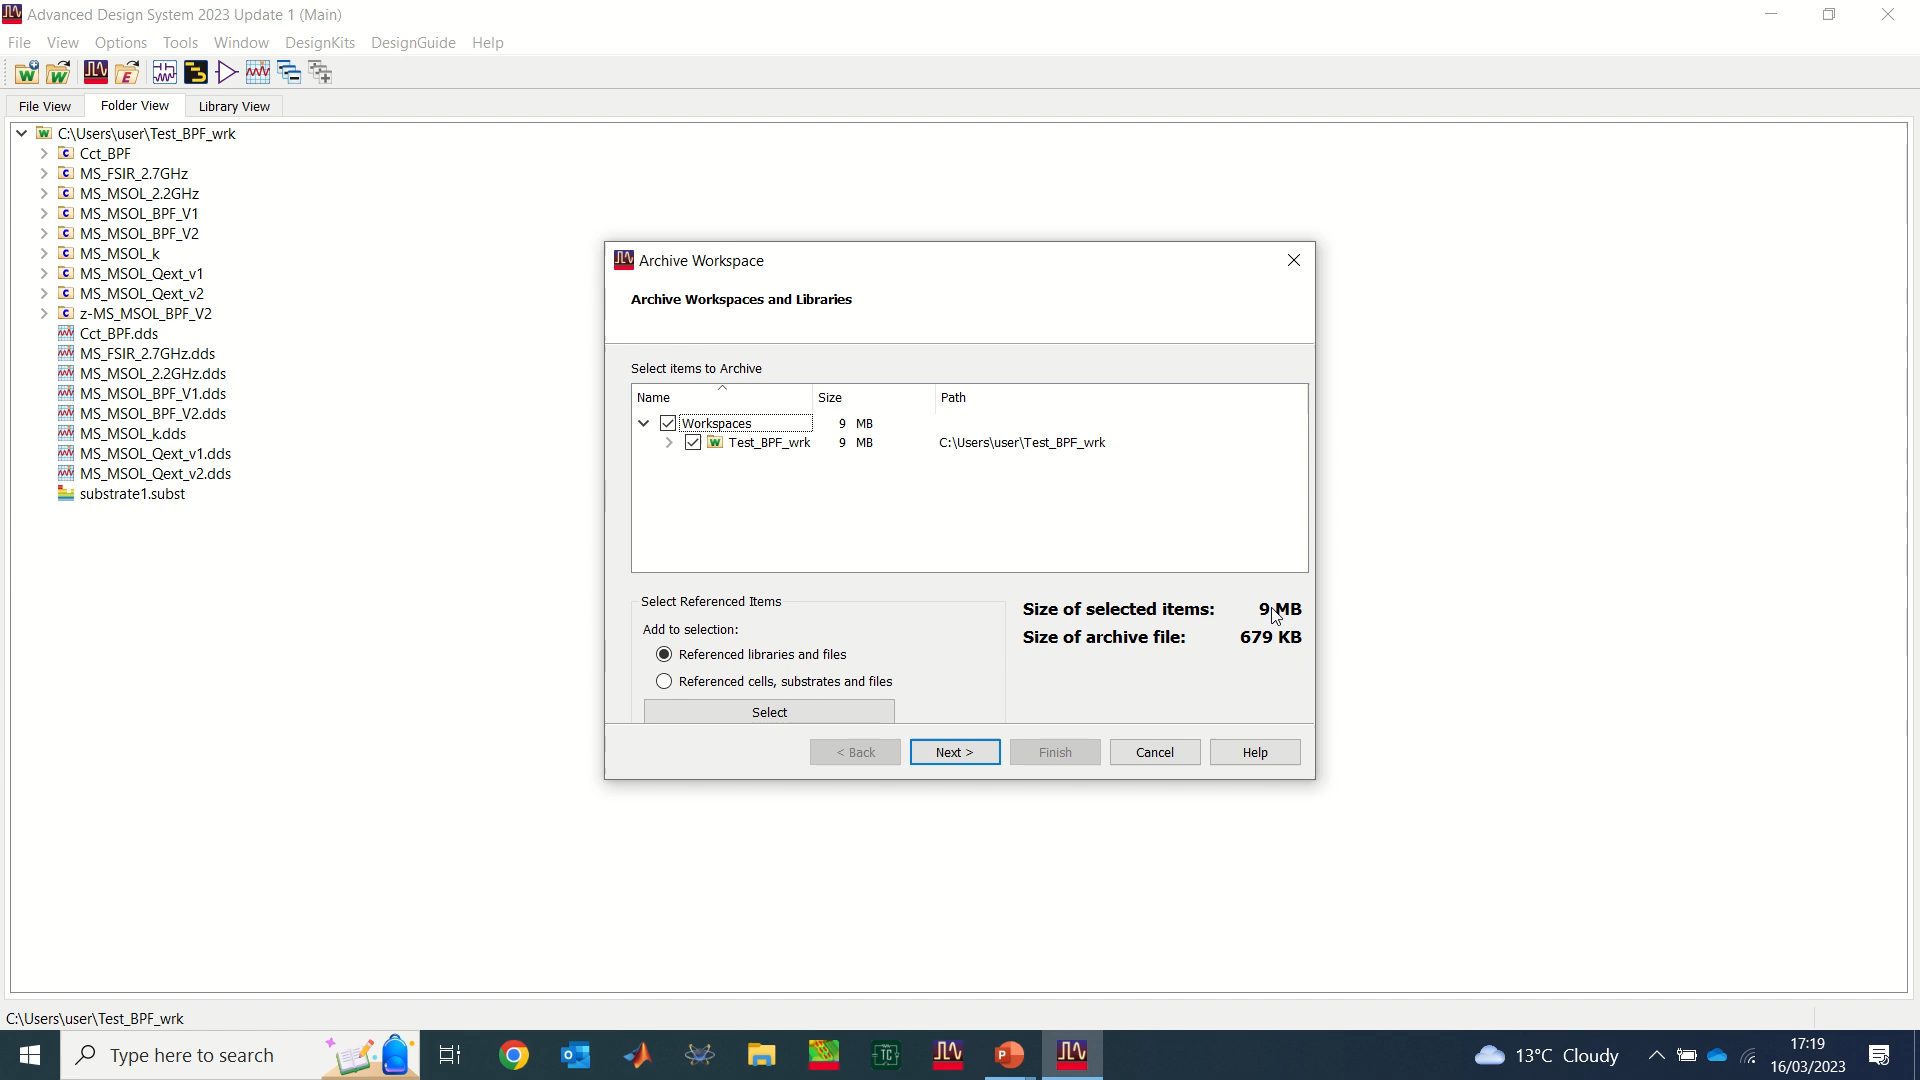 Advanced Design System 2023 Update 1 (Main)
File View Options Tools Window DesignKits DesignGuide Help
File View Folder View Library View
C:\Users\user\Test_BPF_wrk
Cct_BPF
MS_FSIR_2.7GHz
MS_MSOL_2.2GHz
MS_MSOL_BPF_V1
MS_MSOL_BPF_V2
MS_MSOL_k
MS_MSOL_Qext_v1
MS_MSOL_Qext_v2
z-MS_MSOL_BPF_V2
Cct_BPF.dds
MS_FSIR_2.7GHz.dds
MS_MSOL_2.2GHz.dds
MS_MSOL_BPF_V1.dds
MS_MSOL_BPF_V2.dds
MS_MSOL_k.dds
MS_MSOL_Qext_v1.dds
MS_MSOL_Qext_v2.dds
substrate1.subst
Archive Workspace
Archive Workspaces and Libraries
Select items to Archive
Name Size Path
Workspaces 9 MB
Test_BPF_wrk 9 MB C:\Users\user\Test_BPF_wrk
Select Referenced Items
Add to selection:
Referenced libraries and files
Referenced cells, substrates and files
Select
Size of selected items: 9 MB
Size of archive file: 679 KB
< Back Next > Finish Cancel Help
C:\Users\user\Test_BPF_wrk
Type here to search
13°C Cloudy
17:19
16/03/2023